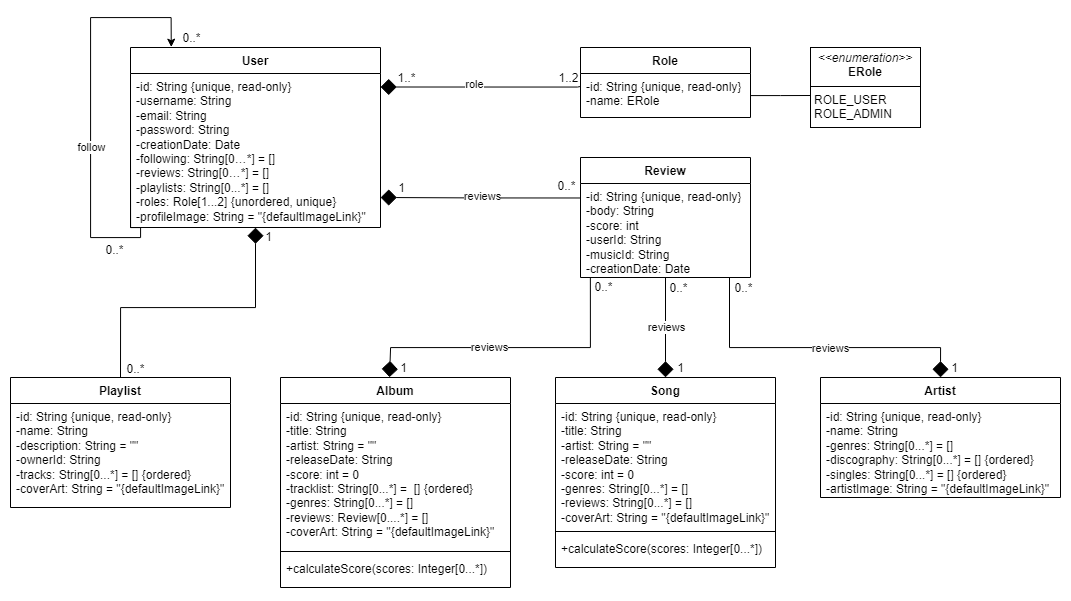 0..*
User
-id: String {unique, read-only}
-username: String
-email: String
-password: String
-creationDate: Date
-following: String[0...*] = []
-reviews: String[0...*] = []
-playlists: String[0...*] = []
-roles: Role[1...2] {unordered, unique}
-profileImage: String = "{defaultImageLink}"
follow
0..*
1..*
role
1..2
Role
-id: String {unique, read-only}
-name: ERole
<<enumeration>>
ERole
ROLE_USER
ROLE_ADMIN
1
reviews
0..*
Review
-id: String {unique, read-only}
-body: String
-score: int
-userId: String
-musicId: String
-creationDate: Date
1
0..*
0..*
0..*
0..*
reviews
reviews
reviews
1
1
1
Playlist
-id: String {unique, read-only}
-name: String
-description: String = ""
-ownerId: String
-tracks: String[0...*] = [] {ordered}
-coverArt: String = "{defaultImageLink}"
Album
-id: String {unique, read-only}
-title: String
-artist: String = ""
-releaseDate: String
-score: int = 0
-tracklist: String[0...*] =  [] {ordered}
-genres: String[0...*] = []
-reviews: Review[0....*] = []
-coverArt: String = "{defaultImageLink}"
+calculateScore(scores: Integer[0...*])
Song
-id: String {unique, read-only}
-title: String
-artist: String = ""
-releaseDate: String
-score: int = 0
-genres: String[0...*] = []
-reviews: String[0...*] = []
-coverArt: String = "{defaultImageLink}"
+calculateScore(scores: Integer[0...*])
Artist
-id: String {unique, read-only}
-name: String
-genres: String[0...*] = []
-discography: String[0...*] = [] {ordered}
-singles: String[0...*] = [] {ordered}
-artistImage: String = "{defaultImageLink}"